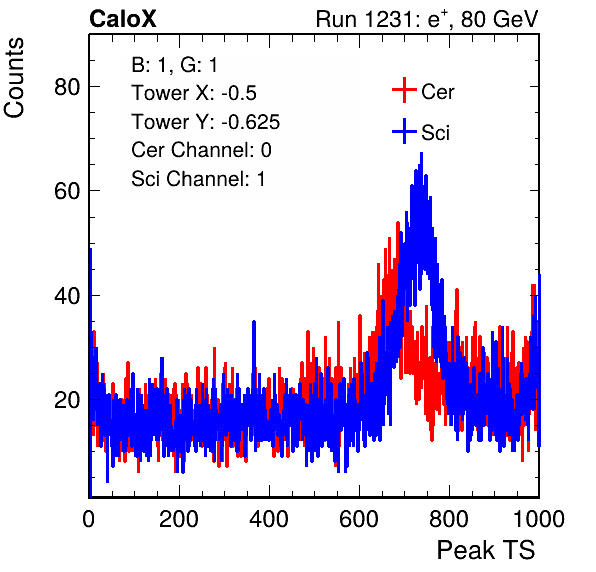 CaloX Run 1231: e⁺, 80 GeV
Counts
B: 1, G: 1
Tower X: -0.5
Tower Y: -0.625
Cer Channel: 0
Sci Channel: 1
Cer
Sci
80
60
40
20
0 200 400 600 800 1000
Peak TS